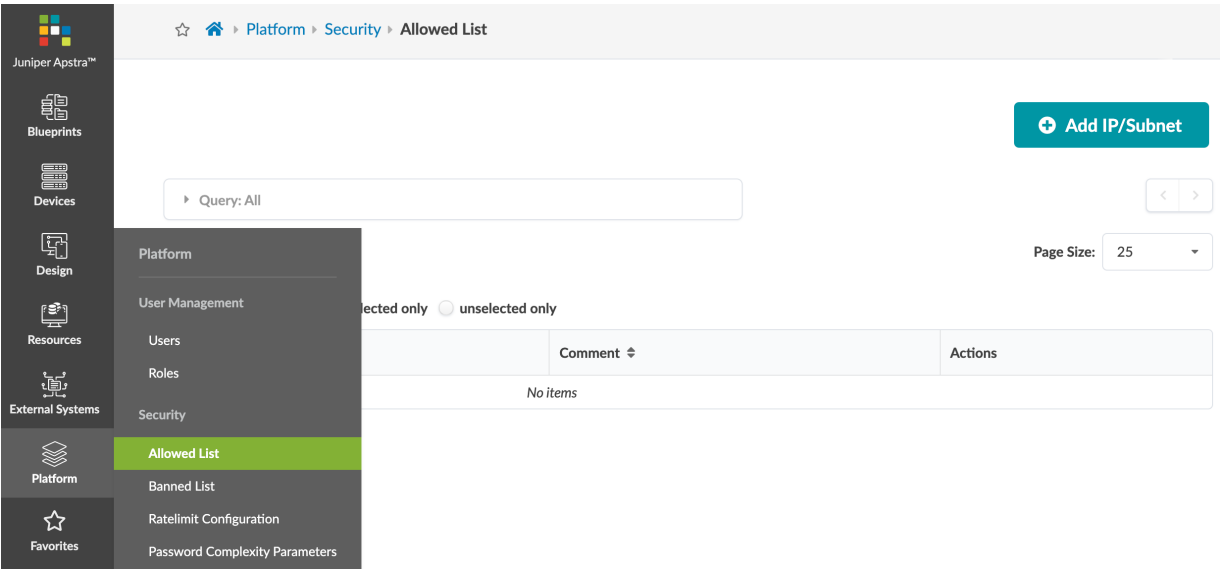 Juniper Apstra™
Blueprints
Devices
Design
Resources
External Systems
Platform
Favorites
Platform Security Allowed List
Add IP/Subnet
Query: All
Page Size: 25
only unselected only
Comment Actions
No items
Platform
User Management
Users
Roles
Security
Allowed List
Banned List
Ratelimit Configuration
Password Complexity Parameters